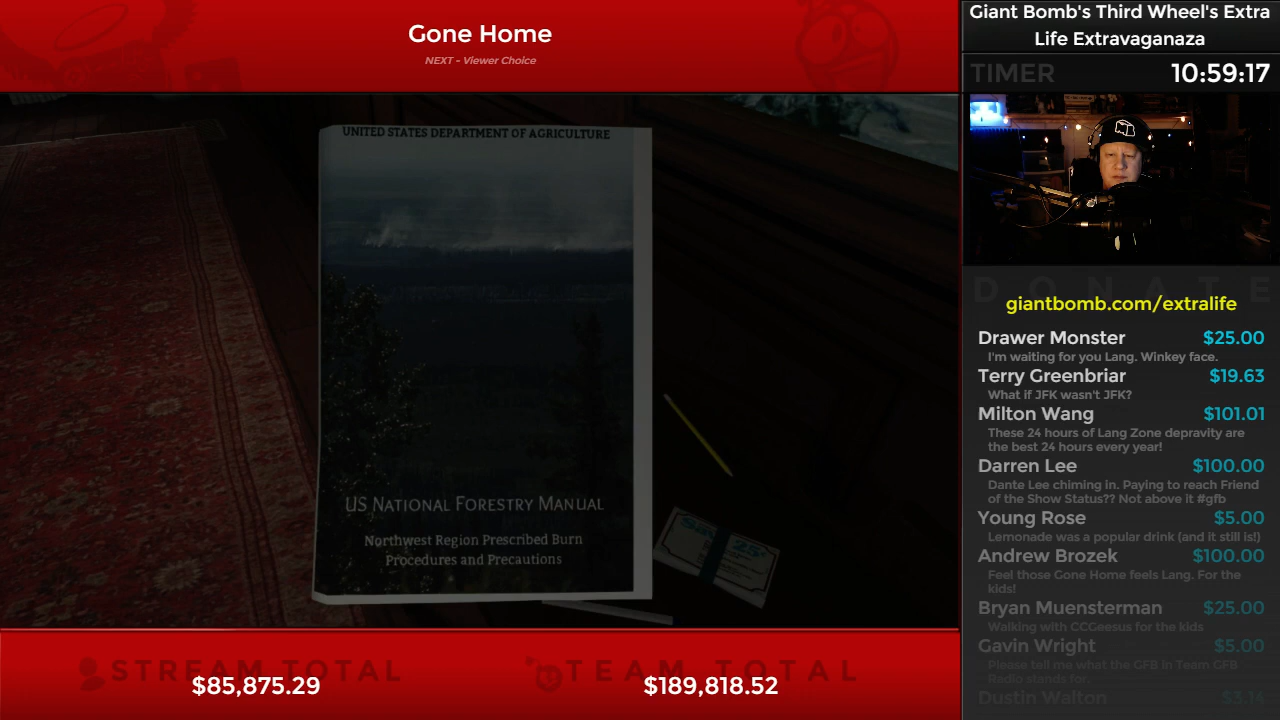 Gone Home
NEXT - Viewer Choice
UNITED STATES DEPARTMENT OF AGRICULTURE
US NATIONAL FORESTRY MANUAL
Northwest Region Prescribed Burn
Procedures and Precautions
25¢
STREAM TOTAL
$85,875.29
TEAM TOTAL
$189,818.52
Giant Bomb's Third Wheel's Extra
Life Extravaganaza
TIMER
10:59:17
DONATE
giantbomb.com/extralife
Drawer Monster $25.00
I'm waiting for you Lang. Winkey face.
Terry Greenbriar $19.63
What if JFK wasn't JFK?
Milton Wang $101.01
These 24 hours of Lang Zone depravity are
the best 24 hours every year!
Darren Lee $100.00
Dante Lee chiming in. Paying to reach Friend
of the Show Status?? Not above it #gfb
Young Rose $5.00
Lemonade was a popular drink (and it still is!)
Andrew Brozek $100.00
Feel those Gone Home feels Lang. For the
kids!
Bryan Muensterman $25.00
Walking with CCGeesus for the kids
Gavin Wright $5.00
Please tell me what the GFB in Team GFB
Radio stands for.
Dustin Walton $3.14